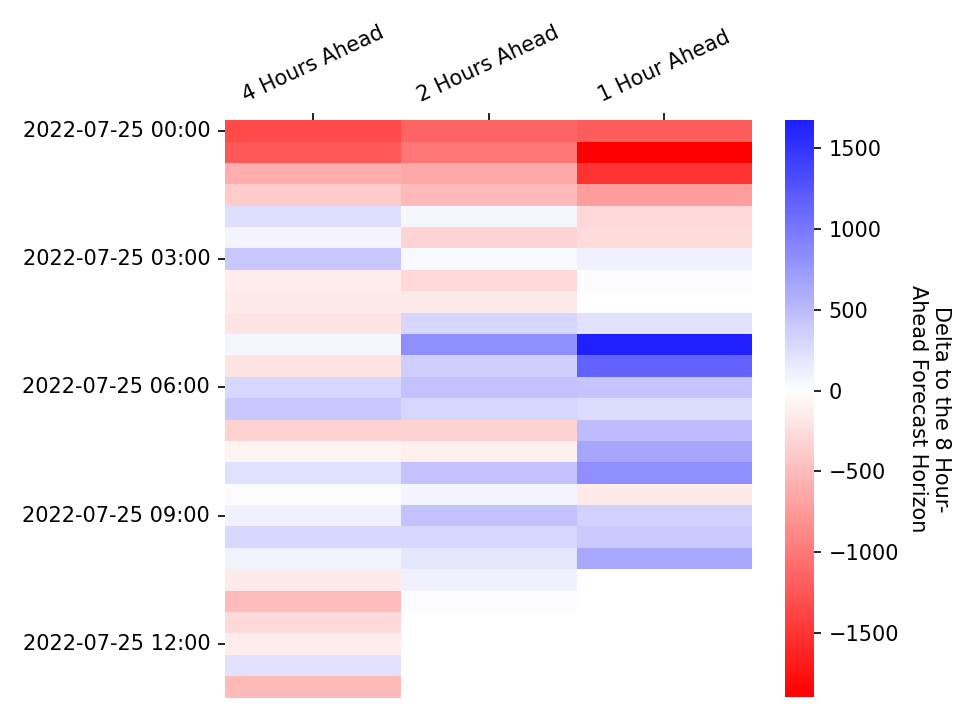 4 Hours Ahead
2 Hours Ahead
1 Hour Ahead
2022-07-25 00:00
2022-07-25 03:00
2022-07-25 06:00
2022-07-25 09:00
2022-07-25 12:00
1500
1000
500
0
−500
−1000
−1500
Delta to the 8 Hour-
Ahead Forecast Horizon